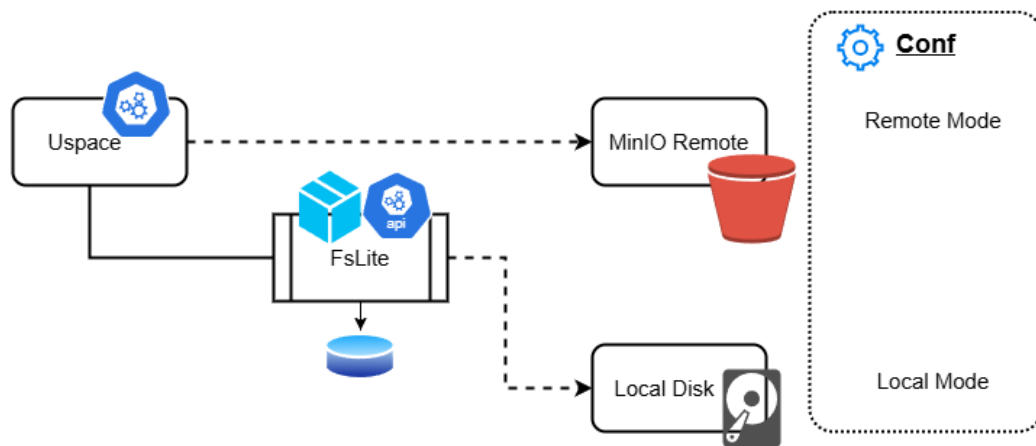 Conf
Uspace
MinIO Remote
Remote Mode
api
FsLite
Local Disk
Local Mode